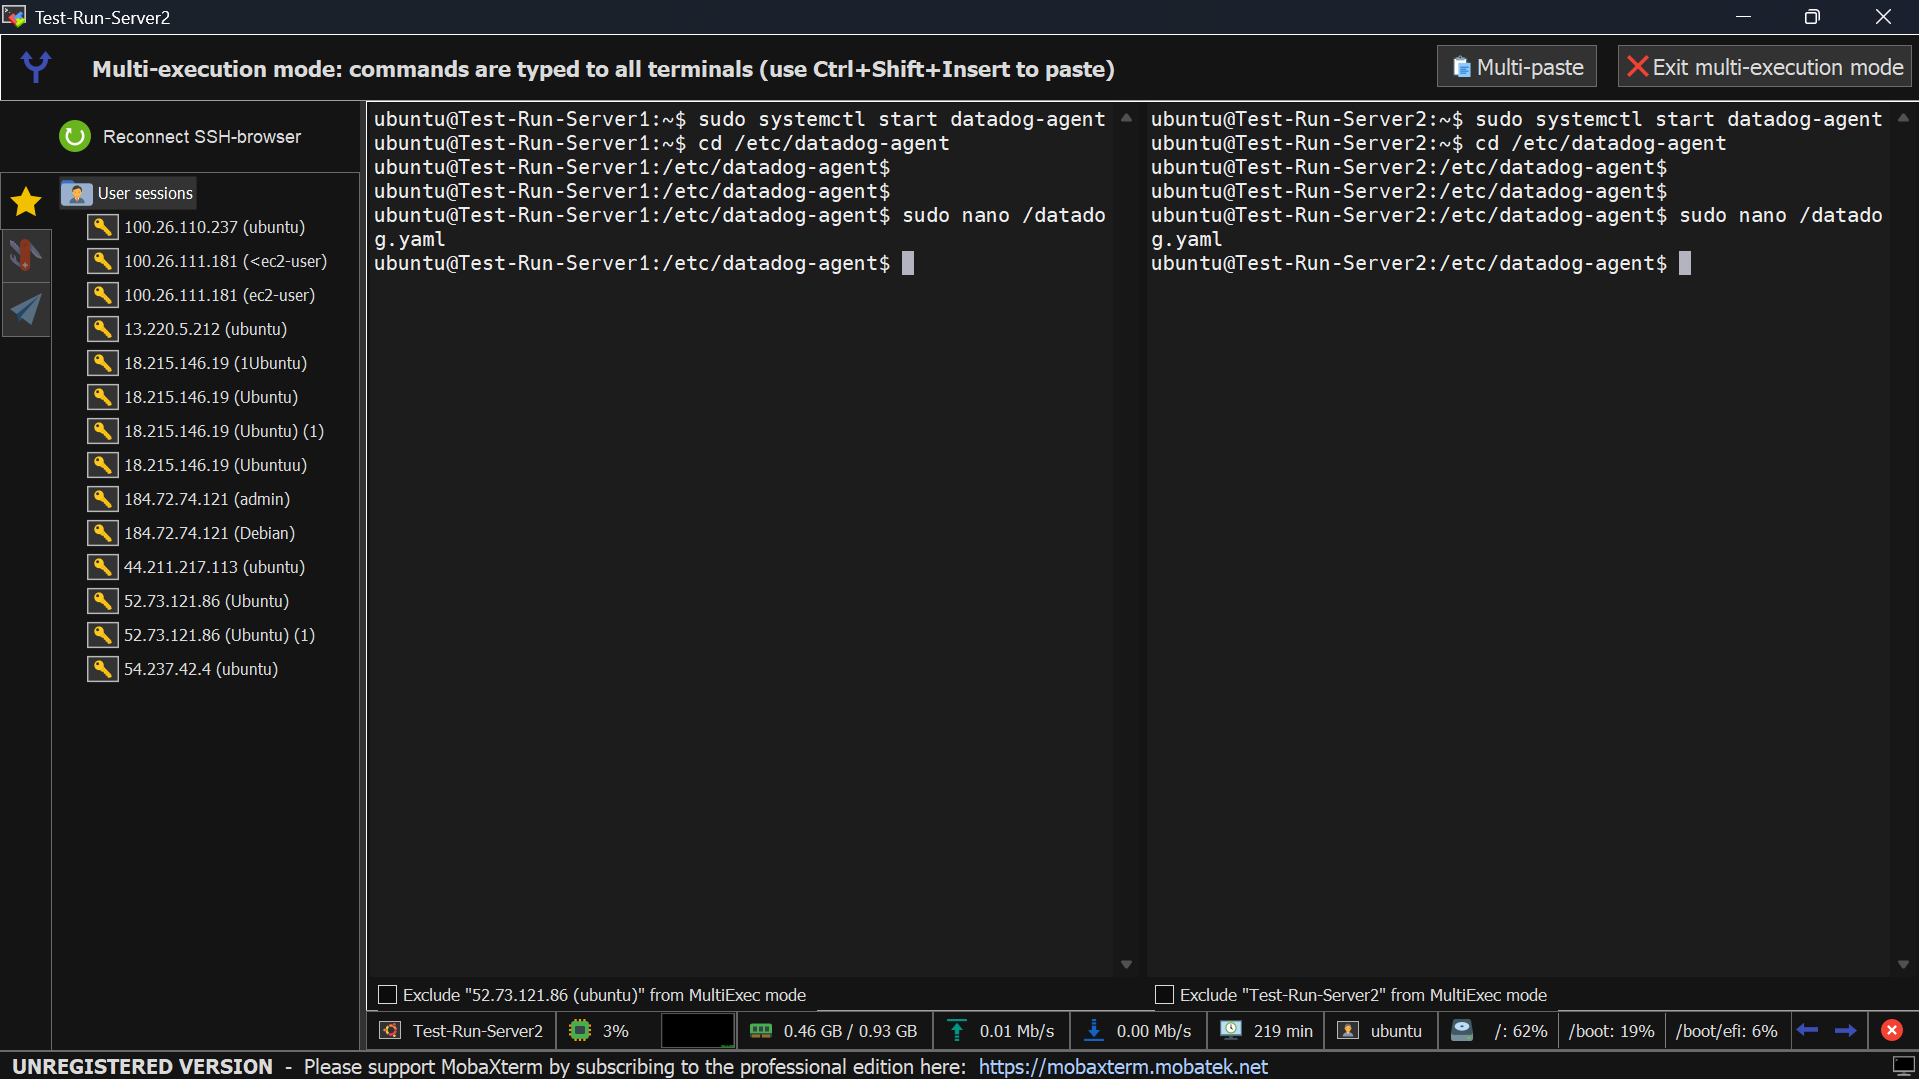 Test-Run-Server2
Multi-execution mode: commands are typed to all terminals (use Ctrl+Shift+Insert to paste)
Multi-paste
Exit multi-execution mode
Reconnect SSH-browser
User sessions
100.26.110.237 (ubuntu)
100.26.111.181 (<ec2-user)
100.26.111.181 (ec2-user)
13.220.5.212 (ubuntu)
18.215.146.19 (1Ubuntu)
18.215.146.19 (Ubuntu)
18.215.146.19 (Ubuntu) (1)
18.215.146.19 (Ubuntuu)
184.72.74.121 (admin)
184.72.74.121 (Debian)
44.211.217.113 (ubuntu)
52.73.121.86 (Ubuntu)
52.73.121.86 (Ubuntu) (1)
54.237.42.4 (ubuntu)
ubuntu@Test-Run-Server1:~$ sudo systemctl start datadog-agent
ubuntu@Test-Run-Server1:~$ cd /etc/datadog-agent
ubuntu@Test-Run-Server1:/etc/datadog-agent$
ubuntu@Test-Run-Server1:/etc/datadog-agent$
ubuntu@Test-Run-Server1:/etc/datadog-agent$ sudo nano /datado
g.yaml
ubuntu@Test-Run-Server1:/etc/datadog-agent$
Exclude "52.73.121.86 (ubuntu)" from MultiExec mode
ubuntu@Test-Run-Server2:~$ sudo systemctl start datadog-agent
ubuntu@Test-Run-Server2:~$ cd /etc/datadog-agent
ubuntu@Test-Run-Server2:/etc/datadog-agent$
ubuntu@Test-Run-Server2:/etc/datadog-agent$
ubuntu@Test-Run-Server2:/etc/datadog-agent$ sudo nano /datado
g.yaml
ubuntu@Test-Run-Server2:/etc/datadog-agent$
Exclude "Test-Run-Server2" from MultiExec mode
Test-Run-Server2 3% 0.46 GB / 0.93 GB 0.01 Mb/s 0.00 Mb/s 219 min ubuntu /: 62% /boot: 19% /boot/efi: 6%
UNREGISTERED VERSION - Please support MobaXterm by subscribing to the professional edition here: https://mobaxterm.mobatek.net